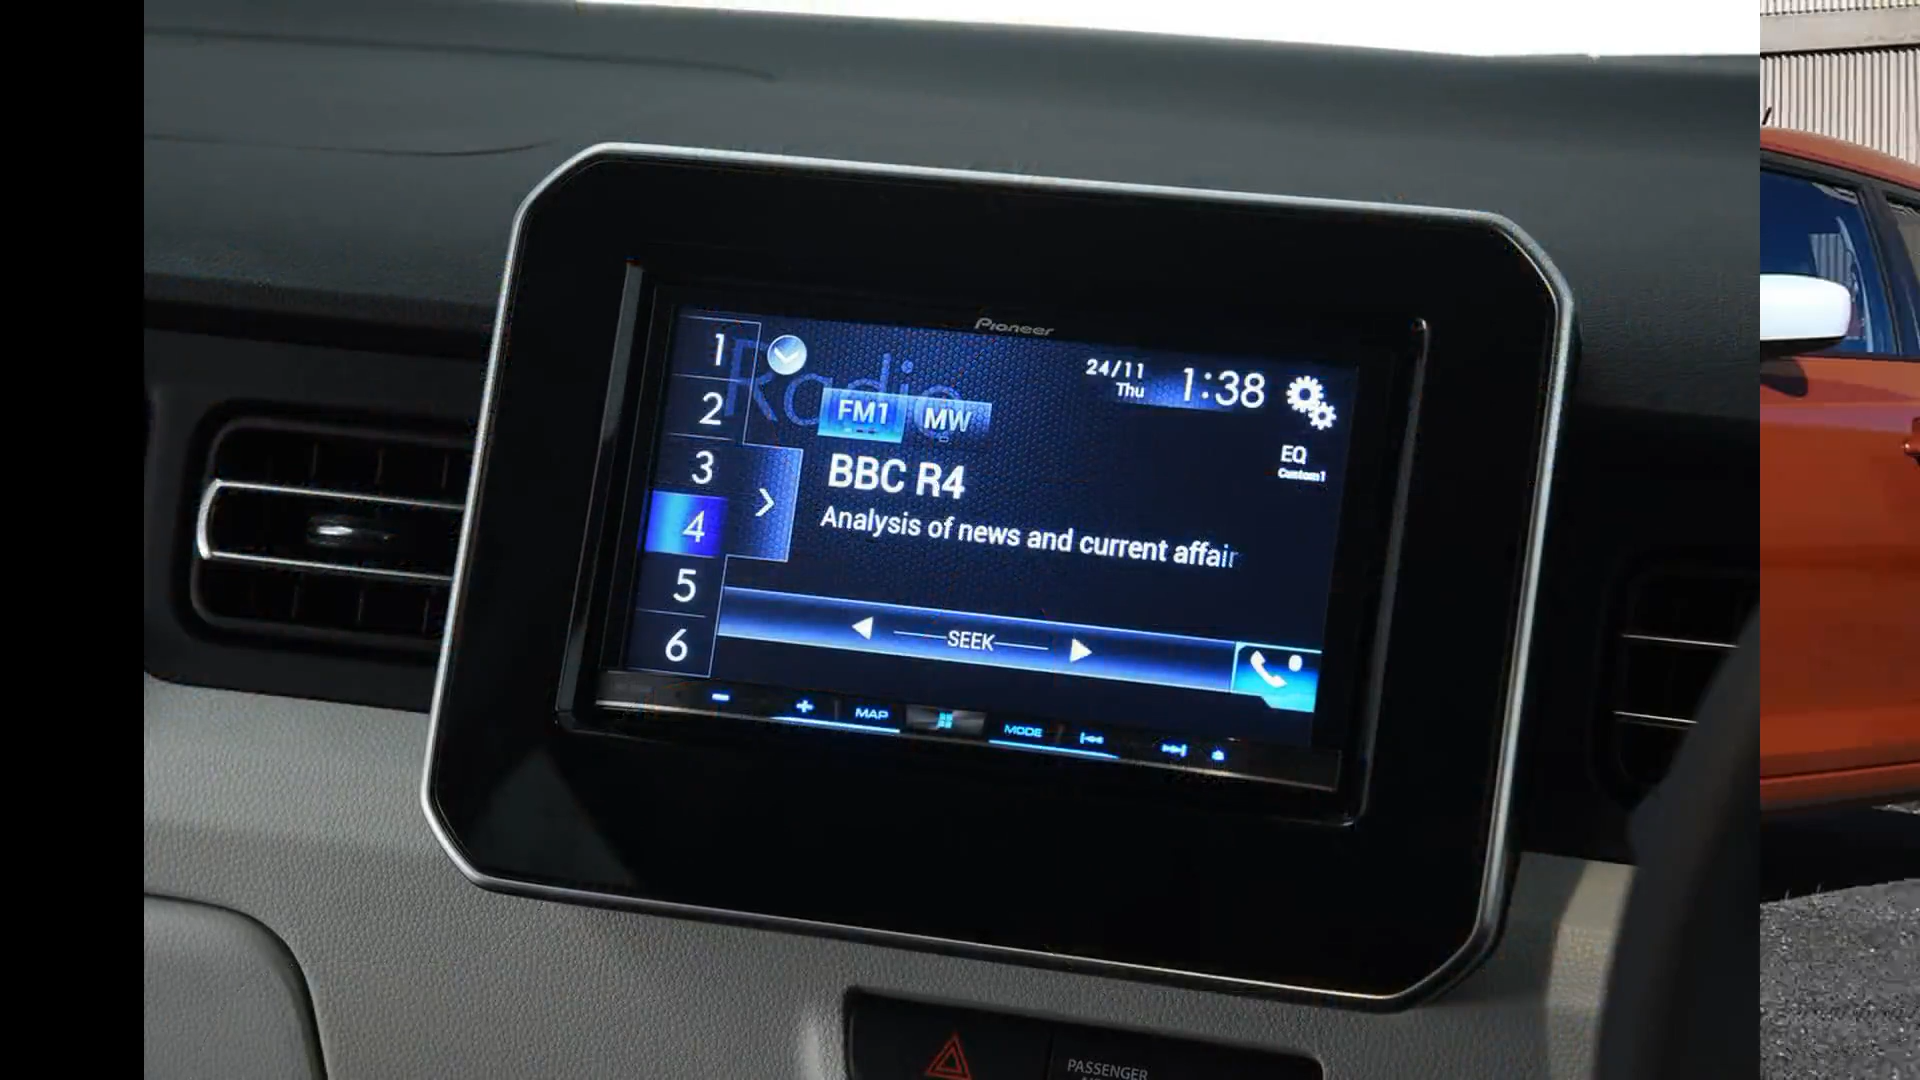 Pioneer
1
2
3
4
5
6
Radio
24/11
Thu
1:38
FM1
MW
EQ
Custom1
BBC R4
Analysis of news and current affair
SEEK
MAP
MODE
PASSENGER